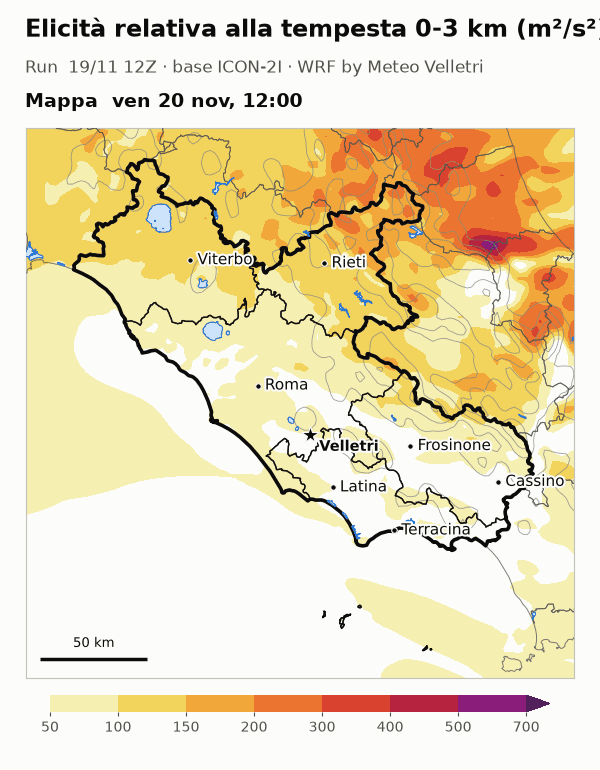 Elicità relativa alla tempesta 0-3 km (m²/s²)
Run  19/11 12Z · base ICON-2I · WRF by Meteo Velletri
Mappa  ven 20 nov, 12:00
Viterbo
Rieti
Roma
Velletri
Frosinone
Cassino
Latina
Terracina
50 km
50 100 150 200 300 400 500 700